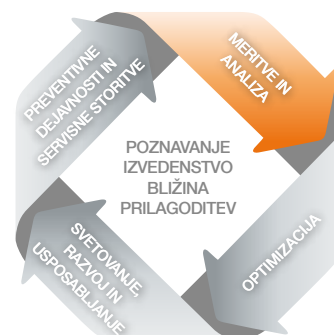 PREVENTIVNE
DEJAVNOSTI IN
SERVISNE STORITVE
MERITVE IN
ANALIZA
POZNAVANJE
IZVEDENSTVO
BLIŽINA
PRILAGODITEV
OPTIMIZACIJA
SVETOVANJE,
RAZVOJ IN
USPOSABLJANJE